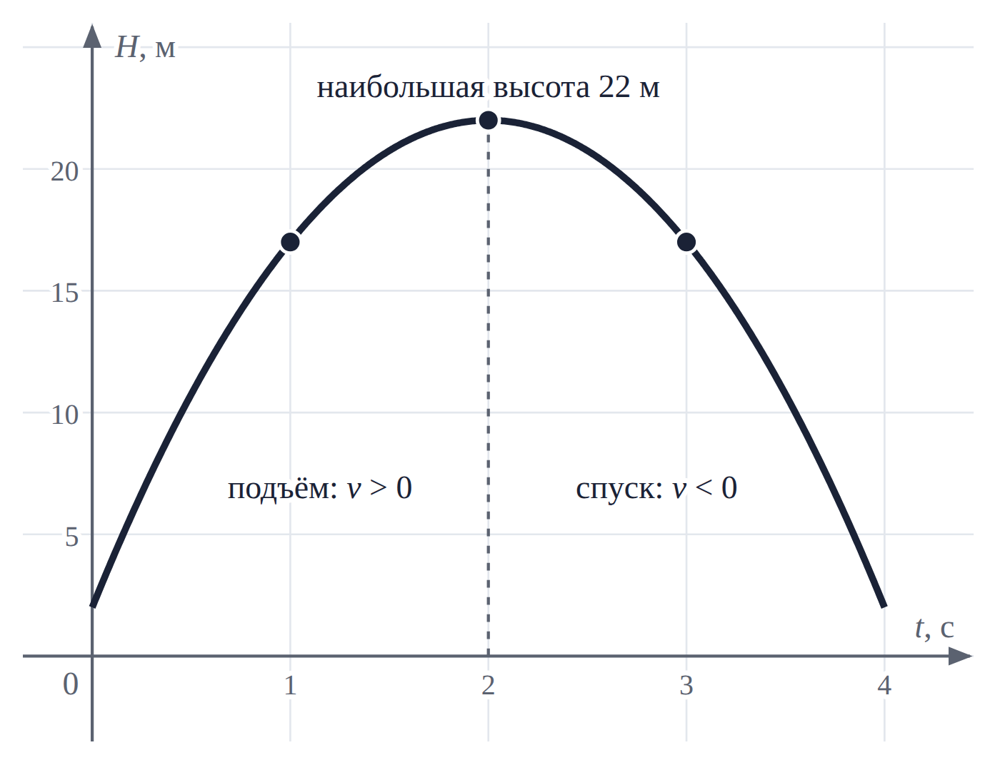 H, м
наибольшая высота 22 м
20
15
10
подъём: v > 0
спуск: v < 0
5
t, с
0
1
2
3
4